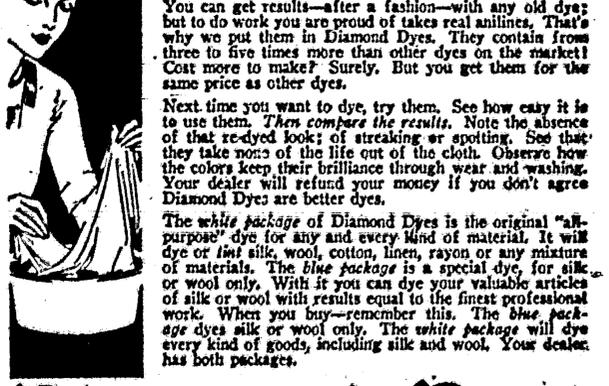 You can get results—after a fashion—with any old dye;
but to do work you are proud of takes real anilines. That's
why we put them in Diamond Dyes. They contain from
three to five times more than other dyes on the market!
Cost more to make? Surely. But you get them for the
same price as other dyes.
Next time you want to dye, try them. See how easy it is
to use them. Then compare the results. Note the absence
of that re-dyed look; of streaking or spotting. See that
they take none of the life out of the cloth. Observe how
the colors keep their brilliance through wear and washing.
Your dealer will refund your money if you don't agree
Diamond Dyes are better dyes.
The white package of Diamond Dyes is the original "all-
purpose" dye for any and every kind of material. It will
dye or tint silk, wool, cotton, linen, rayon or any mixture
of materials. The blue package is a special dye, for silk
or wool only. With it you can dye your valuable articles
of silk or wool with results equal to the finest professional
work. When you buy—remember this. The blue pack-
age dyes silk or wool only. The white package will dye
every kind of goods, including silk and wool. Your dealer
has both packages.